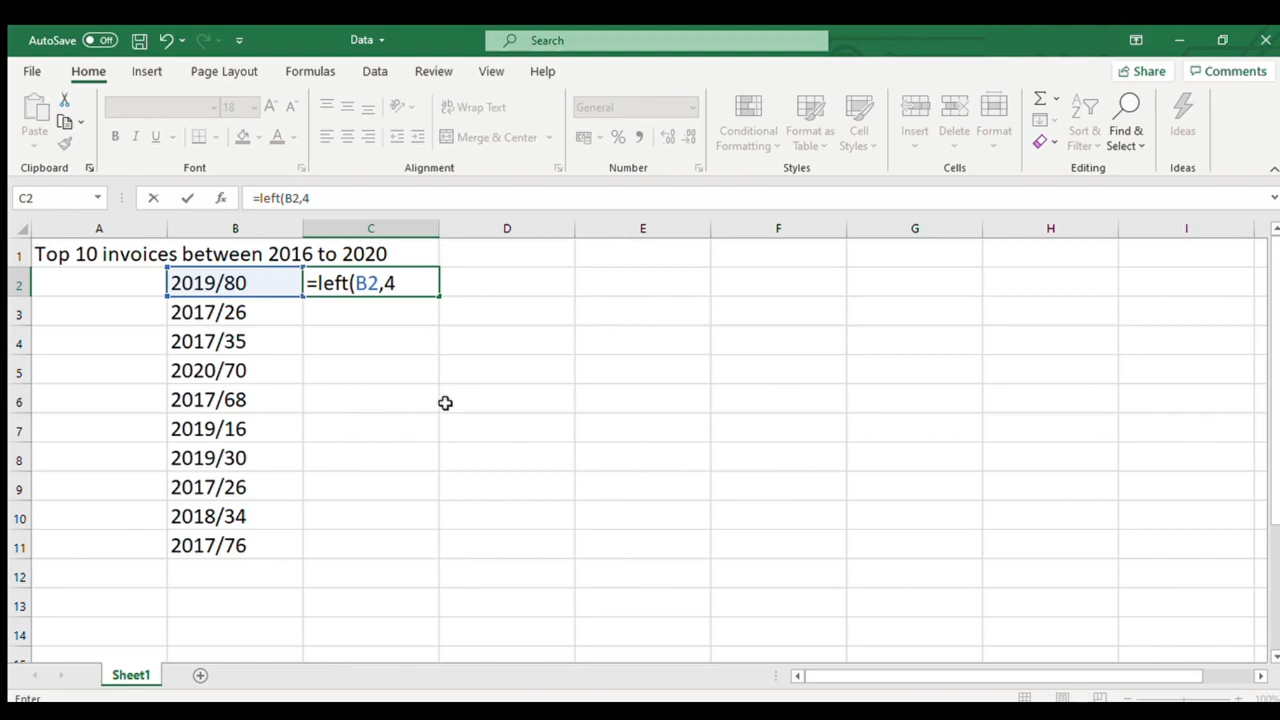 AutoSave Off Data Search
File Home Insert Page Layout Formulas Data Review View Help Share Comments
18 A A Wrap Text General
Paste B I U Merge & Center % Conditional Formatting Format as Table Cell Styles Insert Delete Format Sort & Filter Find & Select Ideas
Clipboard Font Alignment Number Styles Cells Editing Ideas
C2 fx =left(B2,4
A B C D E F G H I
1 Top 10 invoices between 2016 to 2020
2 2019/80 =left(B2,4
3 2017/26
4 2017/35
5 2020/70
6 2017/68
7 2019/16
8 2019/30
9 2017/26
10 2018/34
11 2017/76
12
13
14
15
Sheet1
Enter 100%